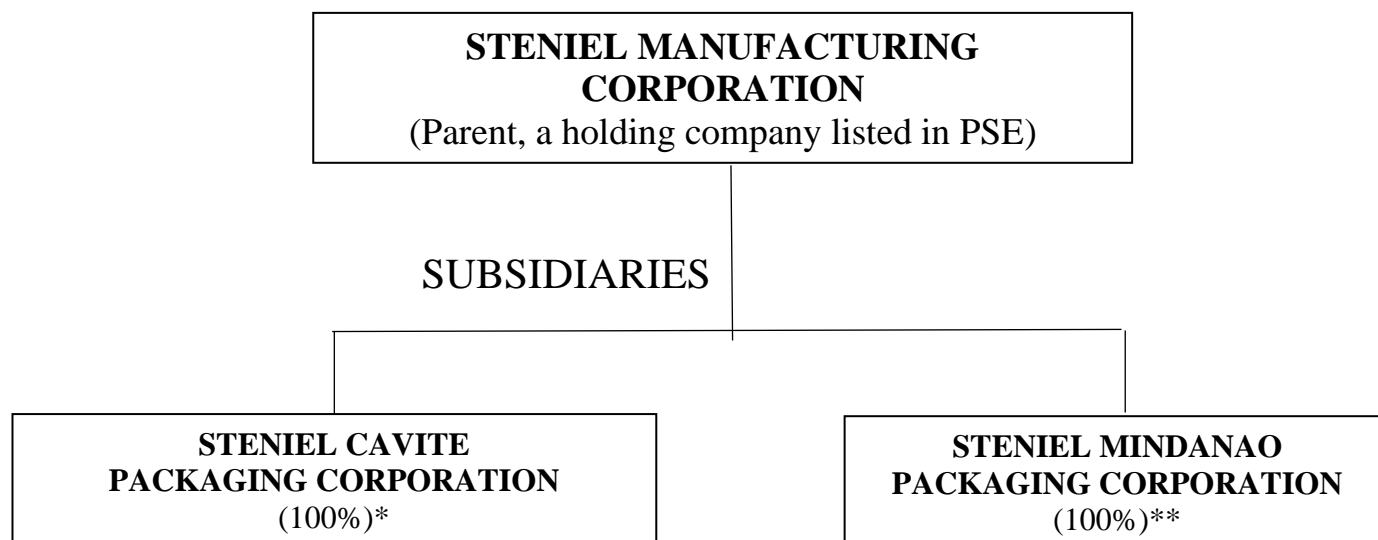 STENIEL MANUFACTURING
CORPORATION
(Parent, a holding company listed in PSE)
SUBSIDIARIES
STENIEL CAVITE
PACKAGING CORPORATION
(100%)*
STENIEL MINDANAO
PACKAGING CORPORATION
(100%)**